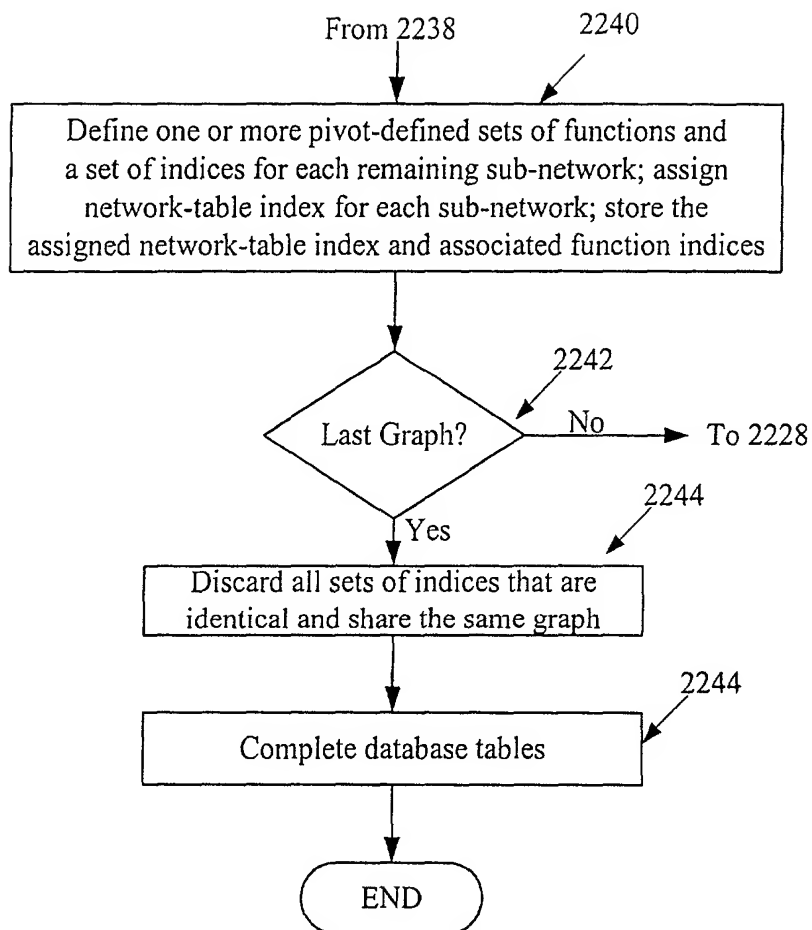 From 2238
2240
Define one or more pivot-defined sets of functions and
a set of indices for each remaining sub-network; assign
network-table index for each sub-network; store the
assigned network-table index and associated function indices
2242
Last Graph?
No
To 2228
Yes
2244
Discard all sets of indices that are
identical and share the same graph
2244
Complete database tables
END